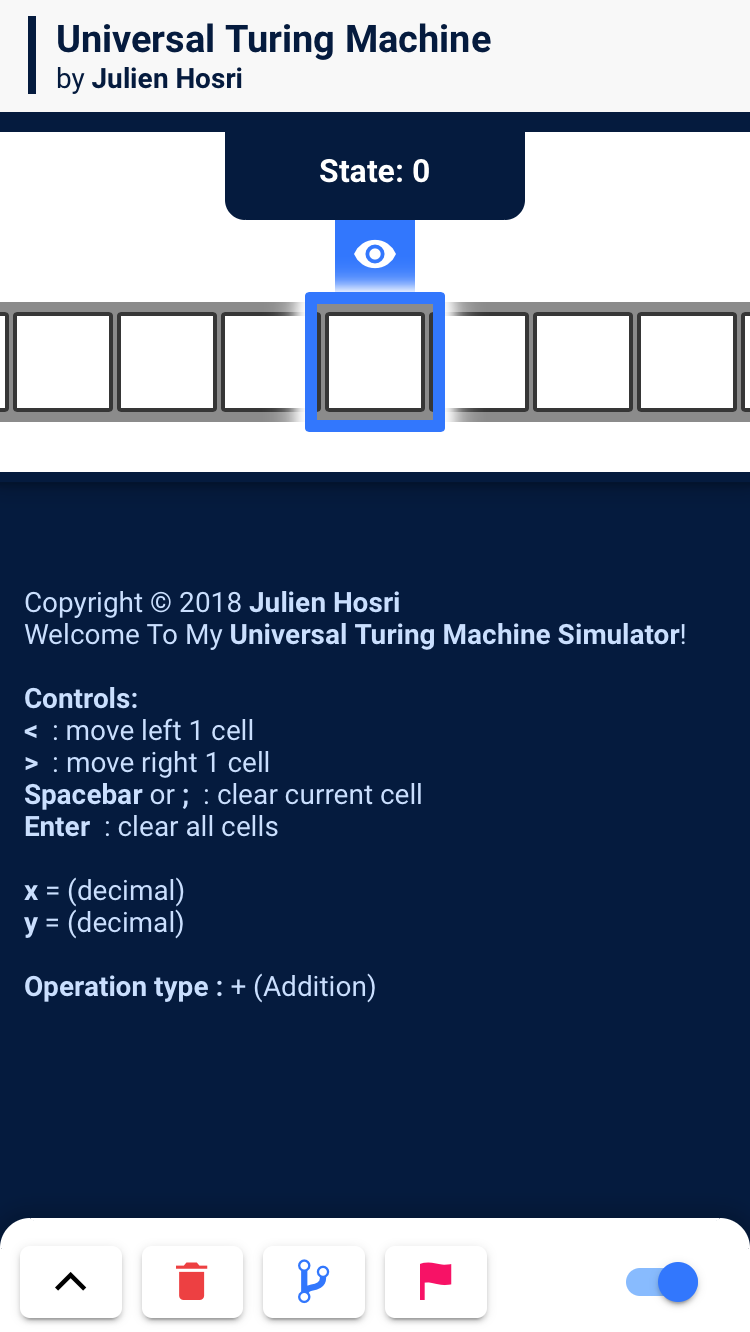 Universal Turing Machine
by Julien Hosri
State: 0
Copyright © 2018 Julien Hosri
Welcome To My Universal Turing Machine Simulator!
Controls:
< : move left 1 cell
> : move right 1 cell
Spacebar or ; : clear current cell
Enter : clear all cells
x = (decimal)
y = (decimal)
Operation type : + (Addition)